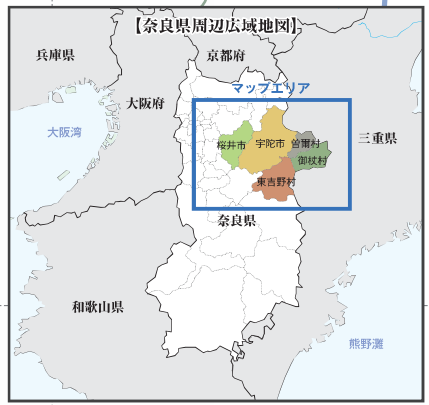 【奈良県周辺広域地図】
兵庫県
京都府
マップエリア
大阪府
大阪湾
三重県
桜井市
宇陀市
曽爾村
御杖村
東吉野村
奈良県
和歌山県
熊野灘